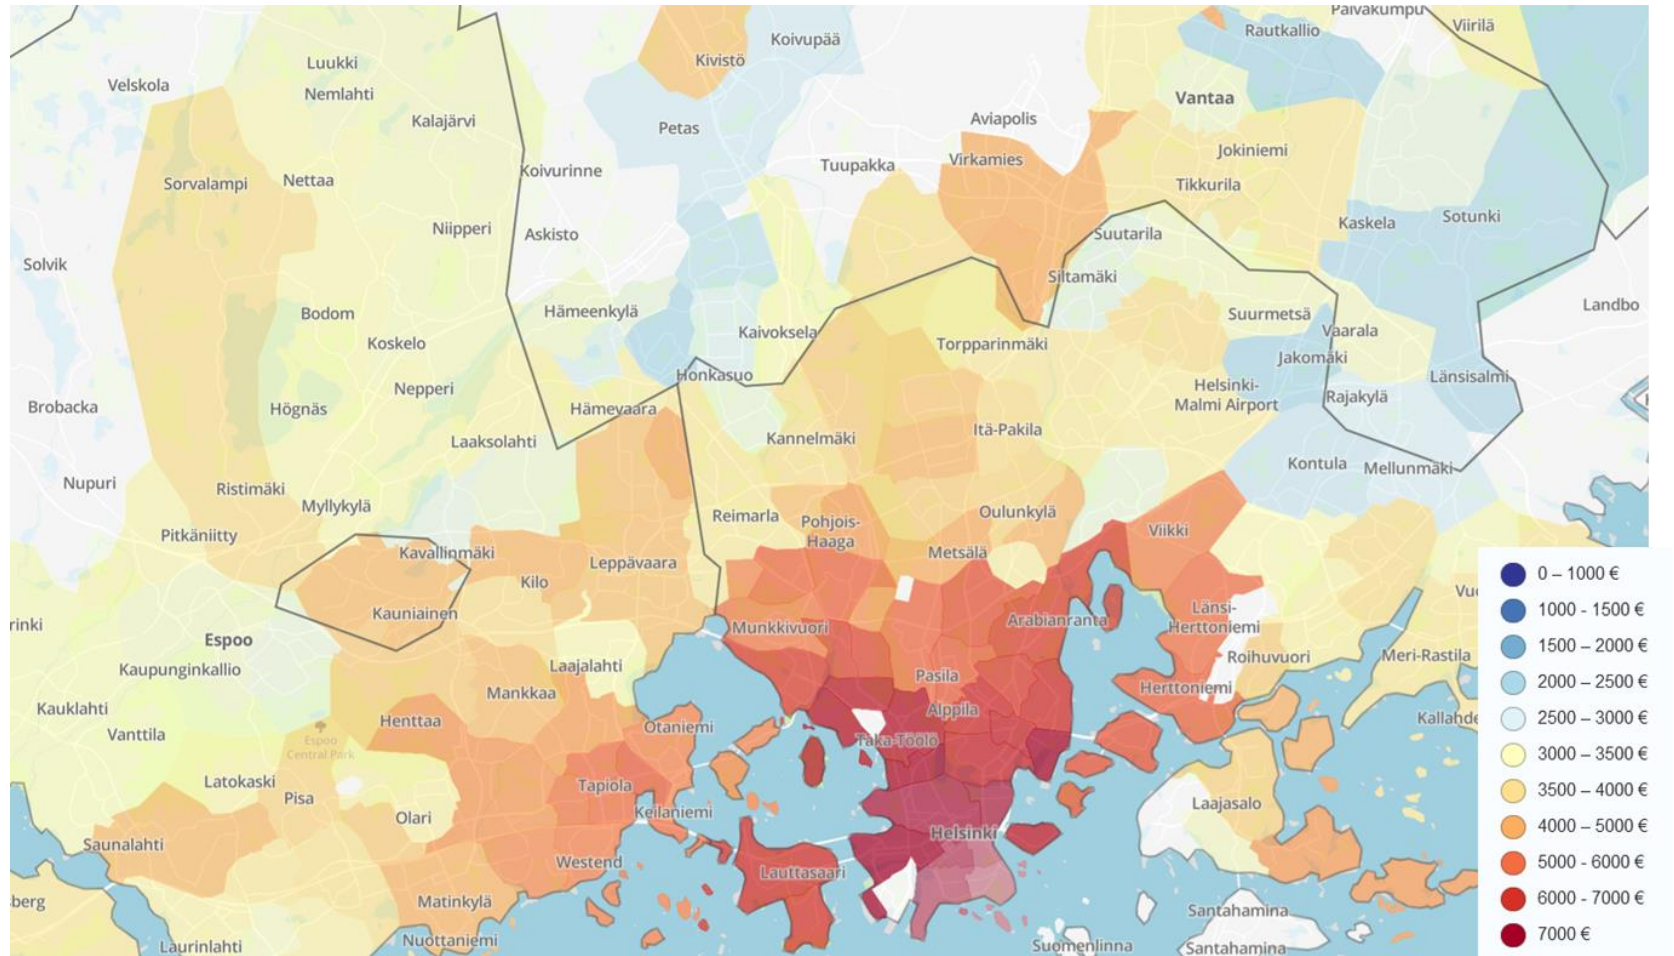 Päiväkumpu
Viirilä
Rautkallio
Koivupää
Kivistö
Luukki
Velskola
Nemlahti
Vantaa
Kalajärvi
Aviapolis
Petas
Jokiniemi
Virkamies
Tuupakka
Koivurinne
Nettaa
Sorvalampi
Tikkurila
Sotunki
Kaskela
Niipperi
Askisto
Suutarila
Solvik
Siltamäki
Landbo
Bodom
Hämeenkylä
Suurmetsä
Kaivoksela
Vaarala
Koskelo
Torpparinmäki
Jakomäki
Honkasuo
Länsisalmi
Nepperi
Helsinki-
Malmi Airport
Rajakylä
Brobacka
Högnäs
Hämevaara
Itä-Pakila
Kannelmäki
Laaksolahti
Kontula
Mellunmäki
Nupuri
Ristimäki
Myllykylä
Reimarla
Oulunkylä
Pohjois-
Haaga
Viikki
Pitkäniitty
Kavallinmäki
Metsälä
Leppävaara
Kilo
Kauniainen
Länsi-
Herttoniemi
Arabianranta
rinki
Munkkivuori
Espoo
Roihuvuori
Meri-Rastila
Kaupunginkallio
Laajalahti
Pasila
Mankkaa
Herttoniemi
Kauklahti
Alppila
Henttaa
Otaniemi
Kallahde
Vanttila
Taka-Töölö
Espoo
Central Park
Latokaski
Tapiola
Pisa
Keilaniemi
Laajasalo
Olari
Helsinki
Saunalahti
Westend
Lauttasaari
sberg
Matinkylä
Santahamina
Nuottaniemi
Laurinlahti
Suomenlinna
Santahamina
Vuo
0 – 1000 €
1000 - 1500 €
1500 – 2000 €
2000 – 2500 €
2500 – 3000 €
3000 – 3500 €
3500 – 4000 €
4000 – 5000 €
5000 - 6000 €
6000 - 7000 €
7000 €